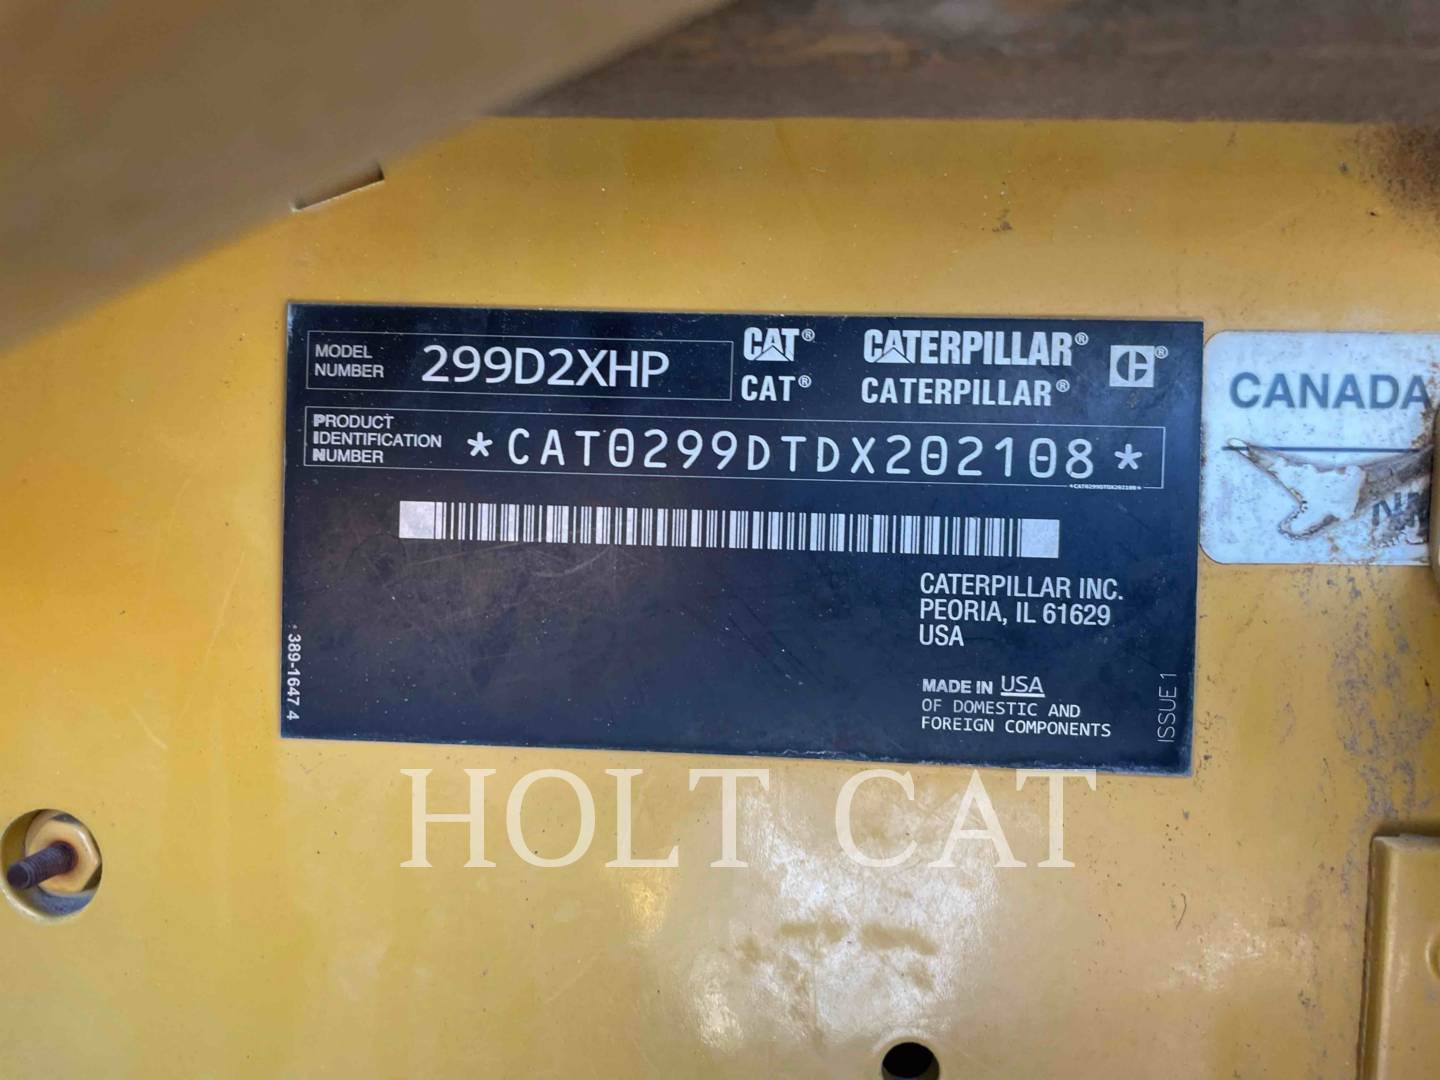 MODEL NUMBER 299D2XHP
CAT® CATERPILLAR® ®
CAT® CATERPILLAR®
PRODUCT IDENTIFICATION NUMBER *CAT0299DTDX202108*
*CAT0299DTDX202108*
CATERPILLAR INC.
PEORIA, IL 61629
USA
MADE IN USA
OF DOMESTIC AND
FOREIGN COMPONENTS
ISSUE 1
389-1647 4
CANADA
HOLT CAT